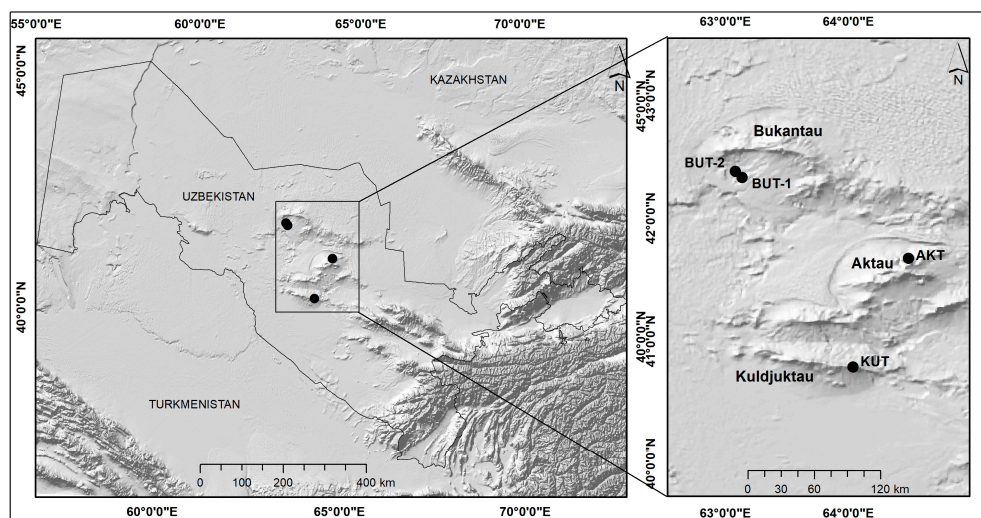 55°0'0"E 60°0'0"E 65°0'0"E 70°0'0"E
63°0'0"E 64°0'0"E
45°0'0"N
40°0'0"N
KAZAKHSTAN
UZBEKISTAN
TURKMENISTAN
N
0 100 200 400 km
60°0'0"E 65°0'0"E 70°0'0"E
45°0'0"N
40°0'0"N
43°0'0"N
42°0'0"N
41°0'0"N
40°0'0"N
N
Bukantau
BUT-2
BUT-1
Aktau
AKT
KUT
Kuldjuktau
0 30 60 120 km
63°0'0"E 64°0'0"E